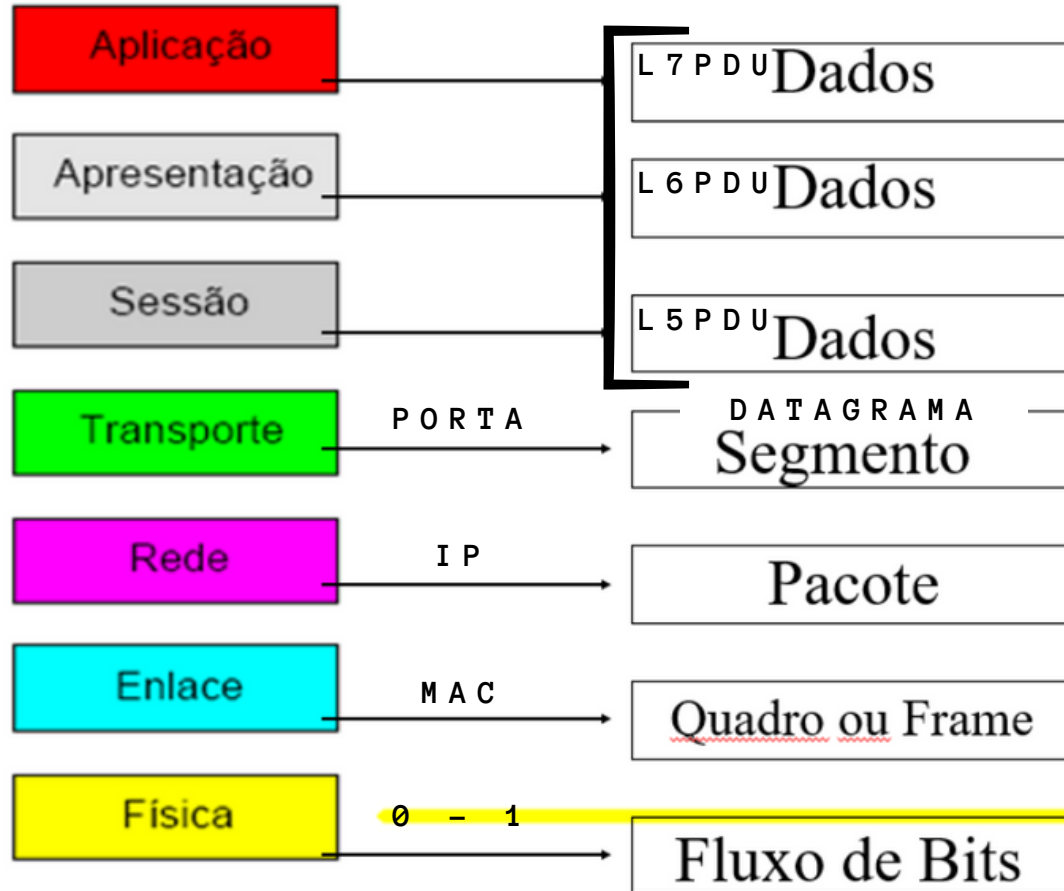 Aplicação
L7PDU Dados
Apresentação
L6PDU Dados
Sessão
L5PDU Dados
Transporte
PORTA
DATAGRAMA
Segmento
Rede
IP
Pacote
Enlace
MAC
Quadro ou Frame
Física
0 - 1
Fluxo de Bits